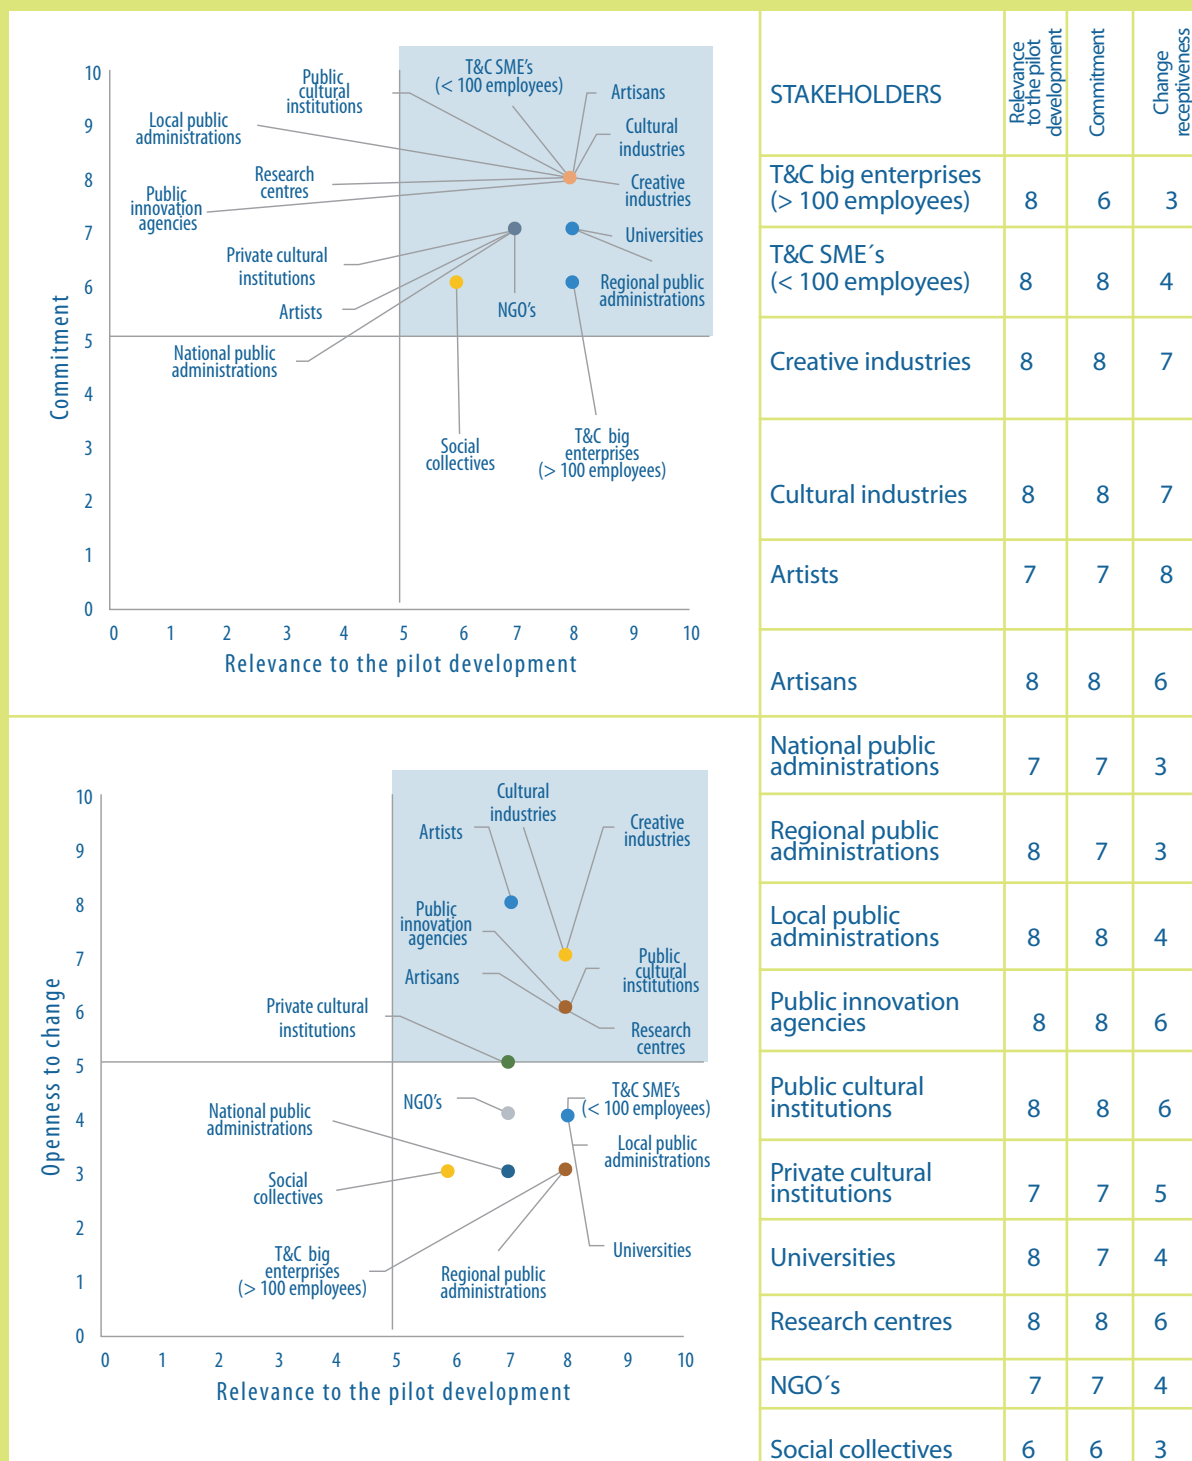 10
9
8
7
6
5
4
3
2
1
0
Commitment
Public
cultural
institutions
T&C SME's
(< 100 employees)
Artisans
Local public
administrations
Cultural
industries
Research
centres
Creative
industries
Public
innovation
agencies
Universities
Private cultural
institutions
Regional public
administrations
Artists
NGO's
National public
administrations
Social
collectives
T&C big
enterprises
(> 100 employees)
0 1 2 3 4 5 6 7 8 9 10
Relevance to the pilot development
10
9
8
7
6
5
4
3
2
1
0
Openness to change
Cultural
industries
Artists
Creative
industries
Public
innovation
agencies
Artisans
Public
cultural
institutions
Private cultural
institutions
Research
centres
NGO's
T&C SME's
(< 100 employees)
National public
administrations
Local public
administrations
Social
collectives
T&C big
enterprises
(> 100 employees)
Regional public
administrations
Universities
0 1 2 3 4 5 6 7 8 9 10
Relevance to the pilot development
STAKEHOLDERS
Relevance
to the pilot
development
Commitment
Change
receptiveness
T&C big enterprises
(> 100 employees) 8 6 3
T&C SME´s
(< 100 employees) 8 8 4
Creative industries 8 8 7
Cultural industries 8 8 7
Artists 7 7 8
Artisans 8 8 6
National public
administrations 7 7 3
Regional public
administrations 8 7 3
Local public
administrations 8 8 4
Public innovation
agencies 8 8 6
Public cultural
institutions 8 8 6
Private cultural
institutions 7 7 5
Universities 8 7 4
Research centres 8 8 6
NGO´s 7 7 4
Social collectives 6 6 3